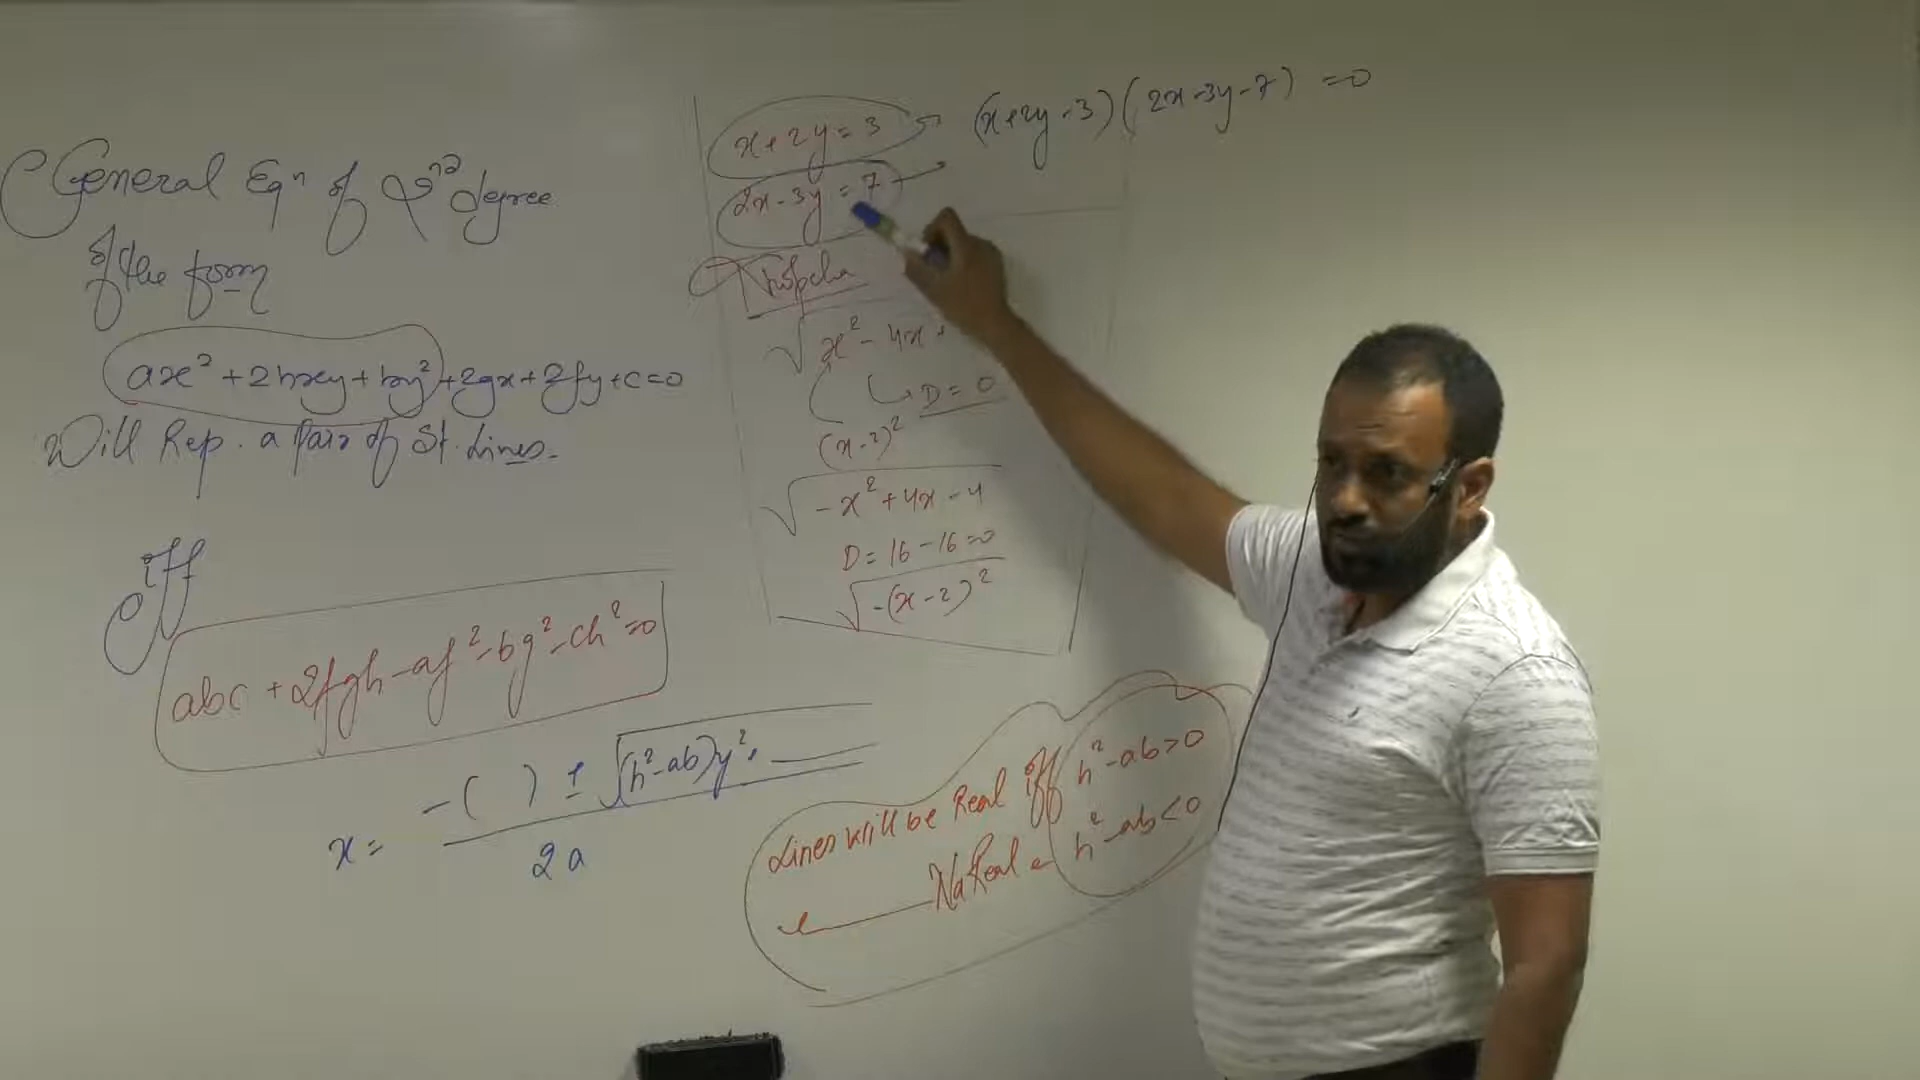 General Eqⁿ of 2ⁿᵈ degree
of the form
ax² + 2hxy + by² + 2gx + 2fy + c = 0
Will Rep. a pair of St. Lines.
iff
abc + 2fgh - af² - bg² - ch² = 0
x = -( ) ± √(h²-ab)y² + / 2a
x + 2y = 3 → (x+2y-3)(2x-3y-7) = 0
2x - 3y = 7 →
√x² - 4x +
↳ D = 0
(x-2)²
√-x² + 4x - 4
D = 16 - 16 = 0
√-(x-2)²
Lines will be Real iff h² - ab > 0
h² - ab < 0